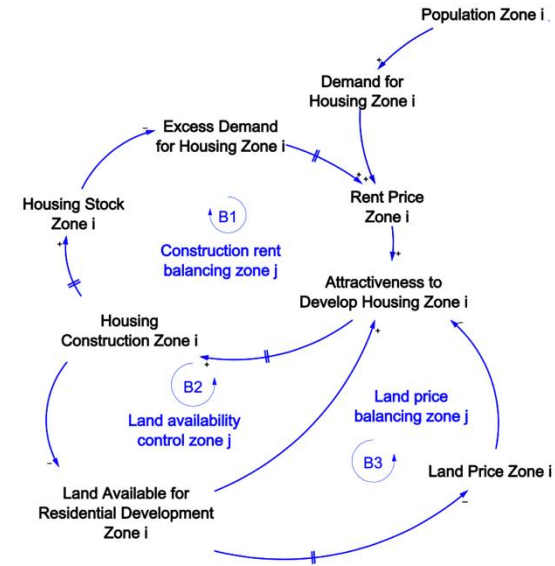 Population Zone i
Demand for
Housing Zone i
Excess Demand
for Housing Zone i
Housing Stock
Zone i
B1
Rent Price
Zone i
Construction rent
balancing zone j
Attractiveness to
Develop Housing Zone i
Housing
Construction Zone i
B2
Land availability
control zone j
Land price
balancing zone j
B3
Land Price Zone i
Land Available for
Residential Development
Zone i